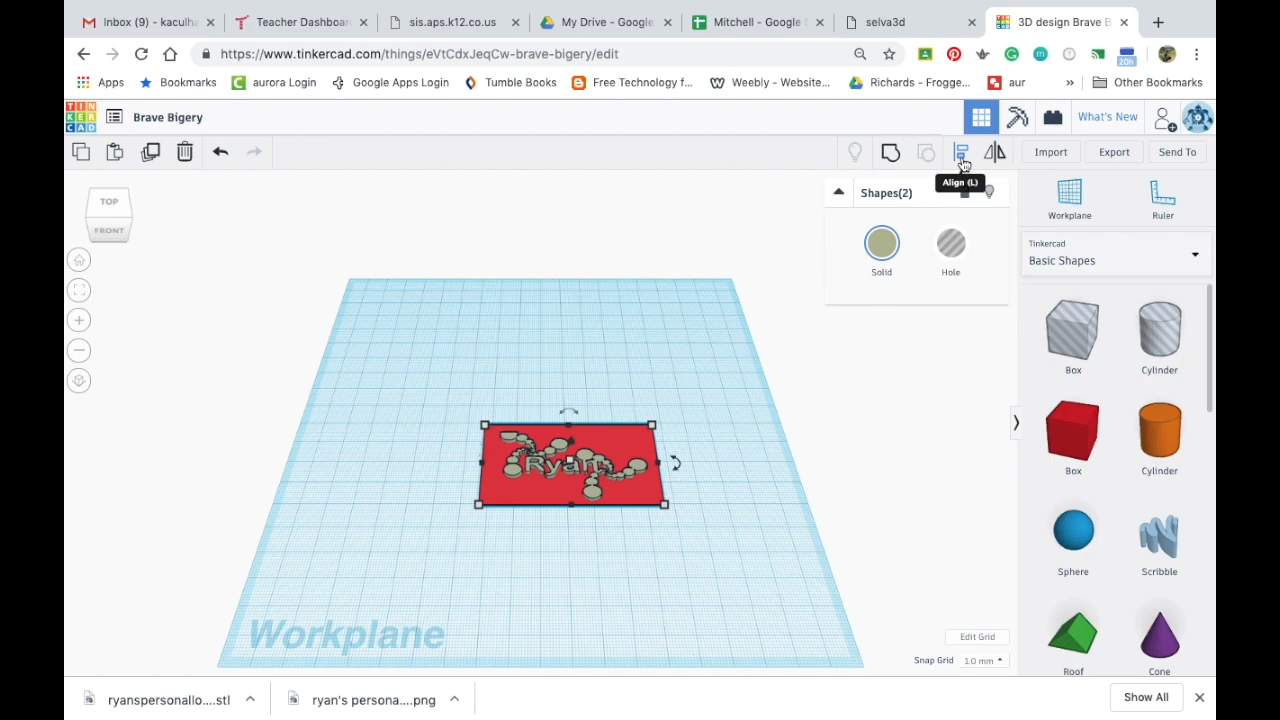 Inbox (9) - kaculha
Teacher Dashboar
sis.aps.k12.co.us
My Drive - Google
Mitchell - Google S
selva3d
3D design Brave B
https://www.tinkercad.com/things/eVtCdxJeqCw-brave-bigery/edit
20h
Apps
Bookmarks
aurora Login
Google Apps Login
Tumble Books
Free Technology f...
Weebly - Website...
Richards - Frogge...
aur
Other Bookmarks
TIN
KER
CAD
Brave Bigery
What's New
Import
Export
Send To
Align (L)
Shapes(2)
Solid
Hole
TOP
FRONT
Workplane
Ruler
Tinkercad
Basic Shapes
Box
Cylinder
Box
Cylinder
Sphere
Scribble
Roof
Cone
Ryan
Workplane
Edit Grid
Snap Grid 1.0 mm
ryanspersonallo....stl
ryan's persona....png
Show All